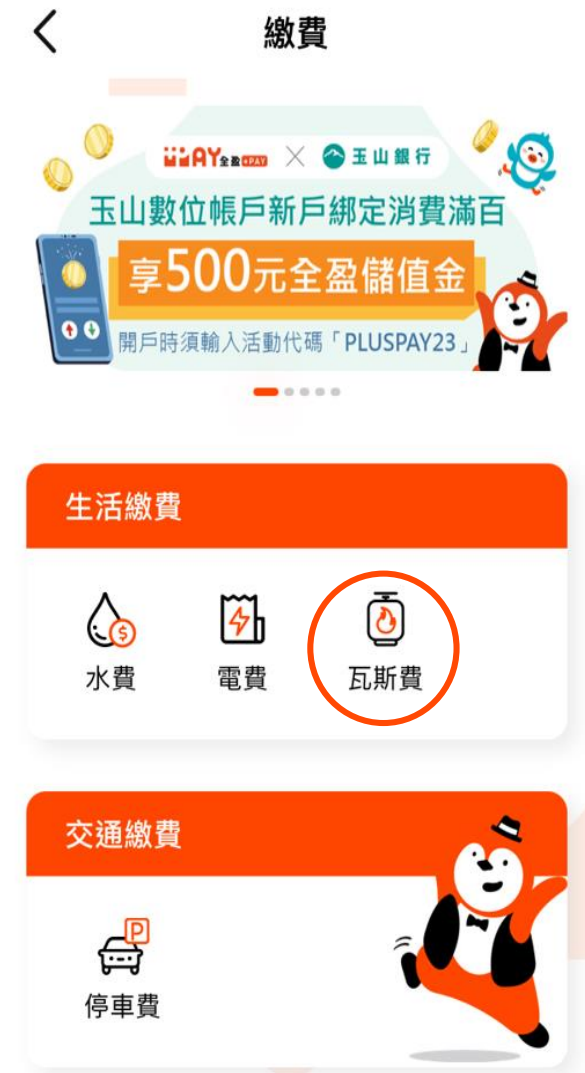 繳費
PAY全盈+PAY × 玉山銀行
玉山數位帳戶新戶綁定消費滿百
享500元全盈儲值金
開戶時須輸入活動代碼「PLUSPAY23」
生活繳費
$
水費 電費 瓦斯費
交通繳費
P
停車費